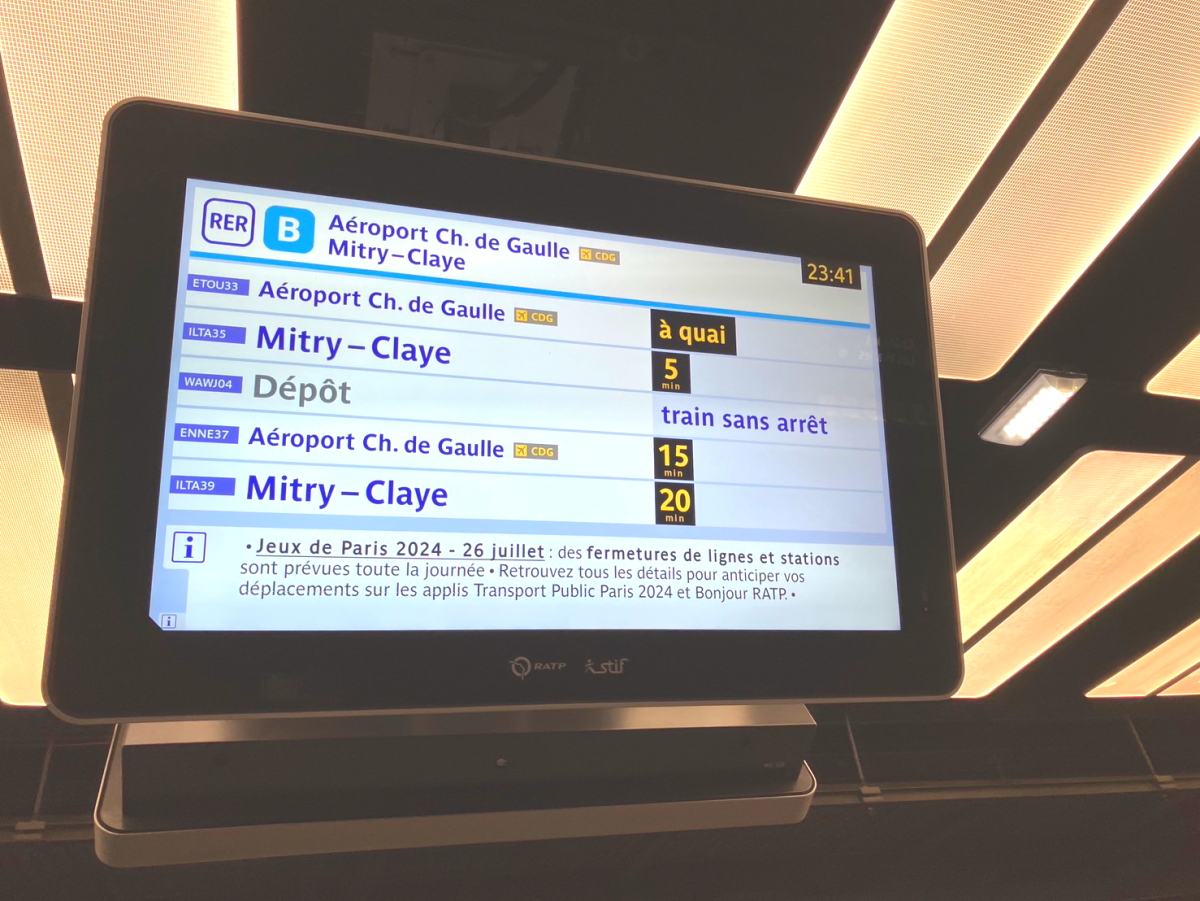 RER B Aéroport Ch. de Gaulle CDG
Mitry–Claye
23:41
ETOU33 Aéroport Ch. de Gaulle CDG à quai
ILTA35 Mitry–Claye 5 min
WAWJ04 Dépôt train sans arrêt
ENNE37 Aéroport Ch. de Gaulle CDG 15 min
ILTA39 Mitry–Claye 20 min
i • Jeux de Paris 2024 - 26 juillet : des fermetures de lignes et stations
sont prévues toute la journée • Retrouvez tous les détails pour anticiper vos
déplacements sur les applis Transport Public Paris 2024 et Bonjour RATP. •
i
RATP stif